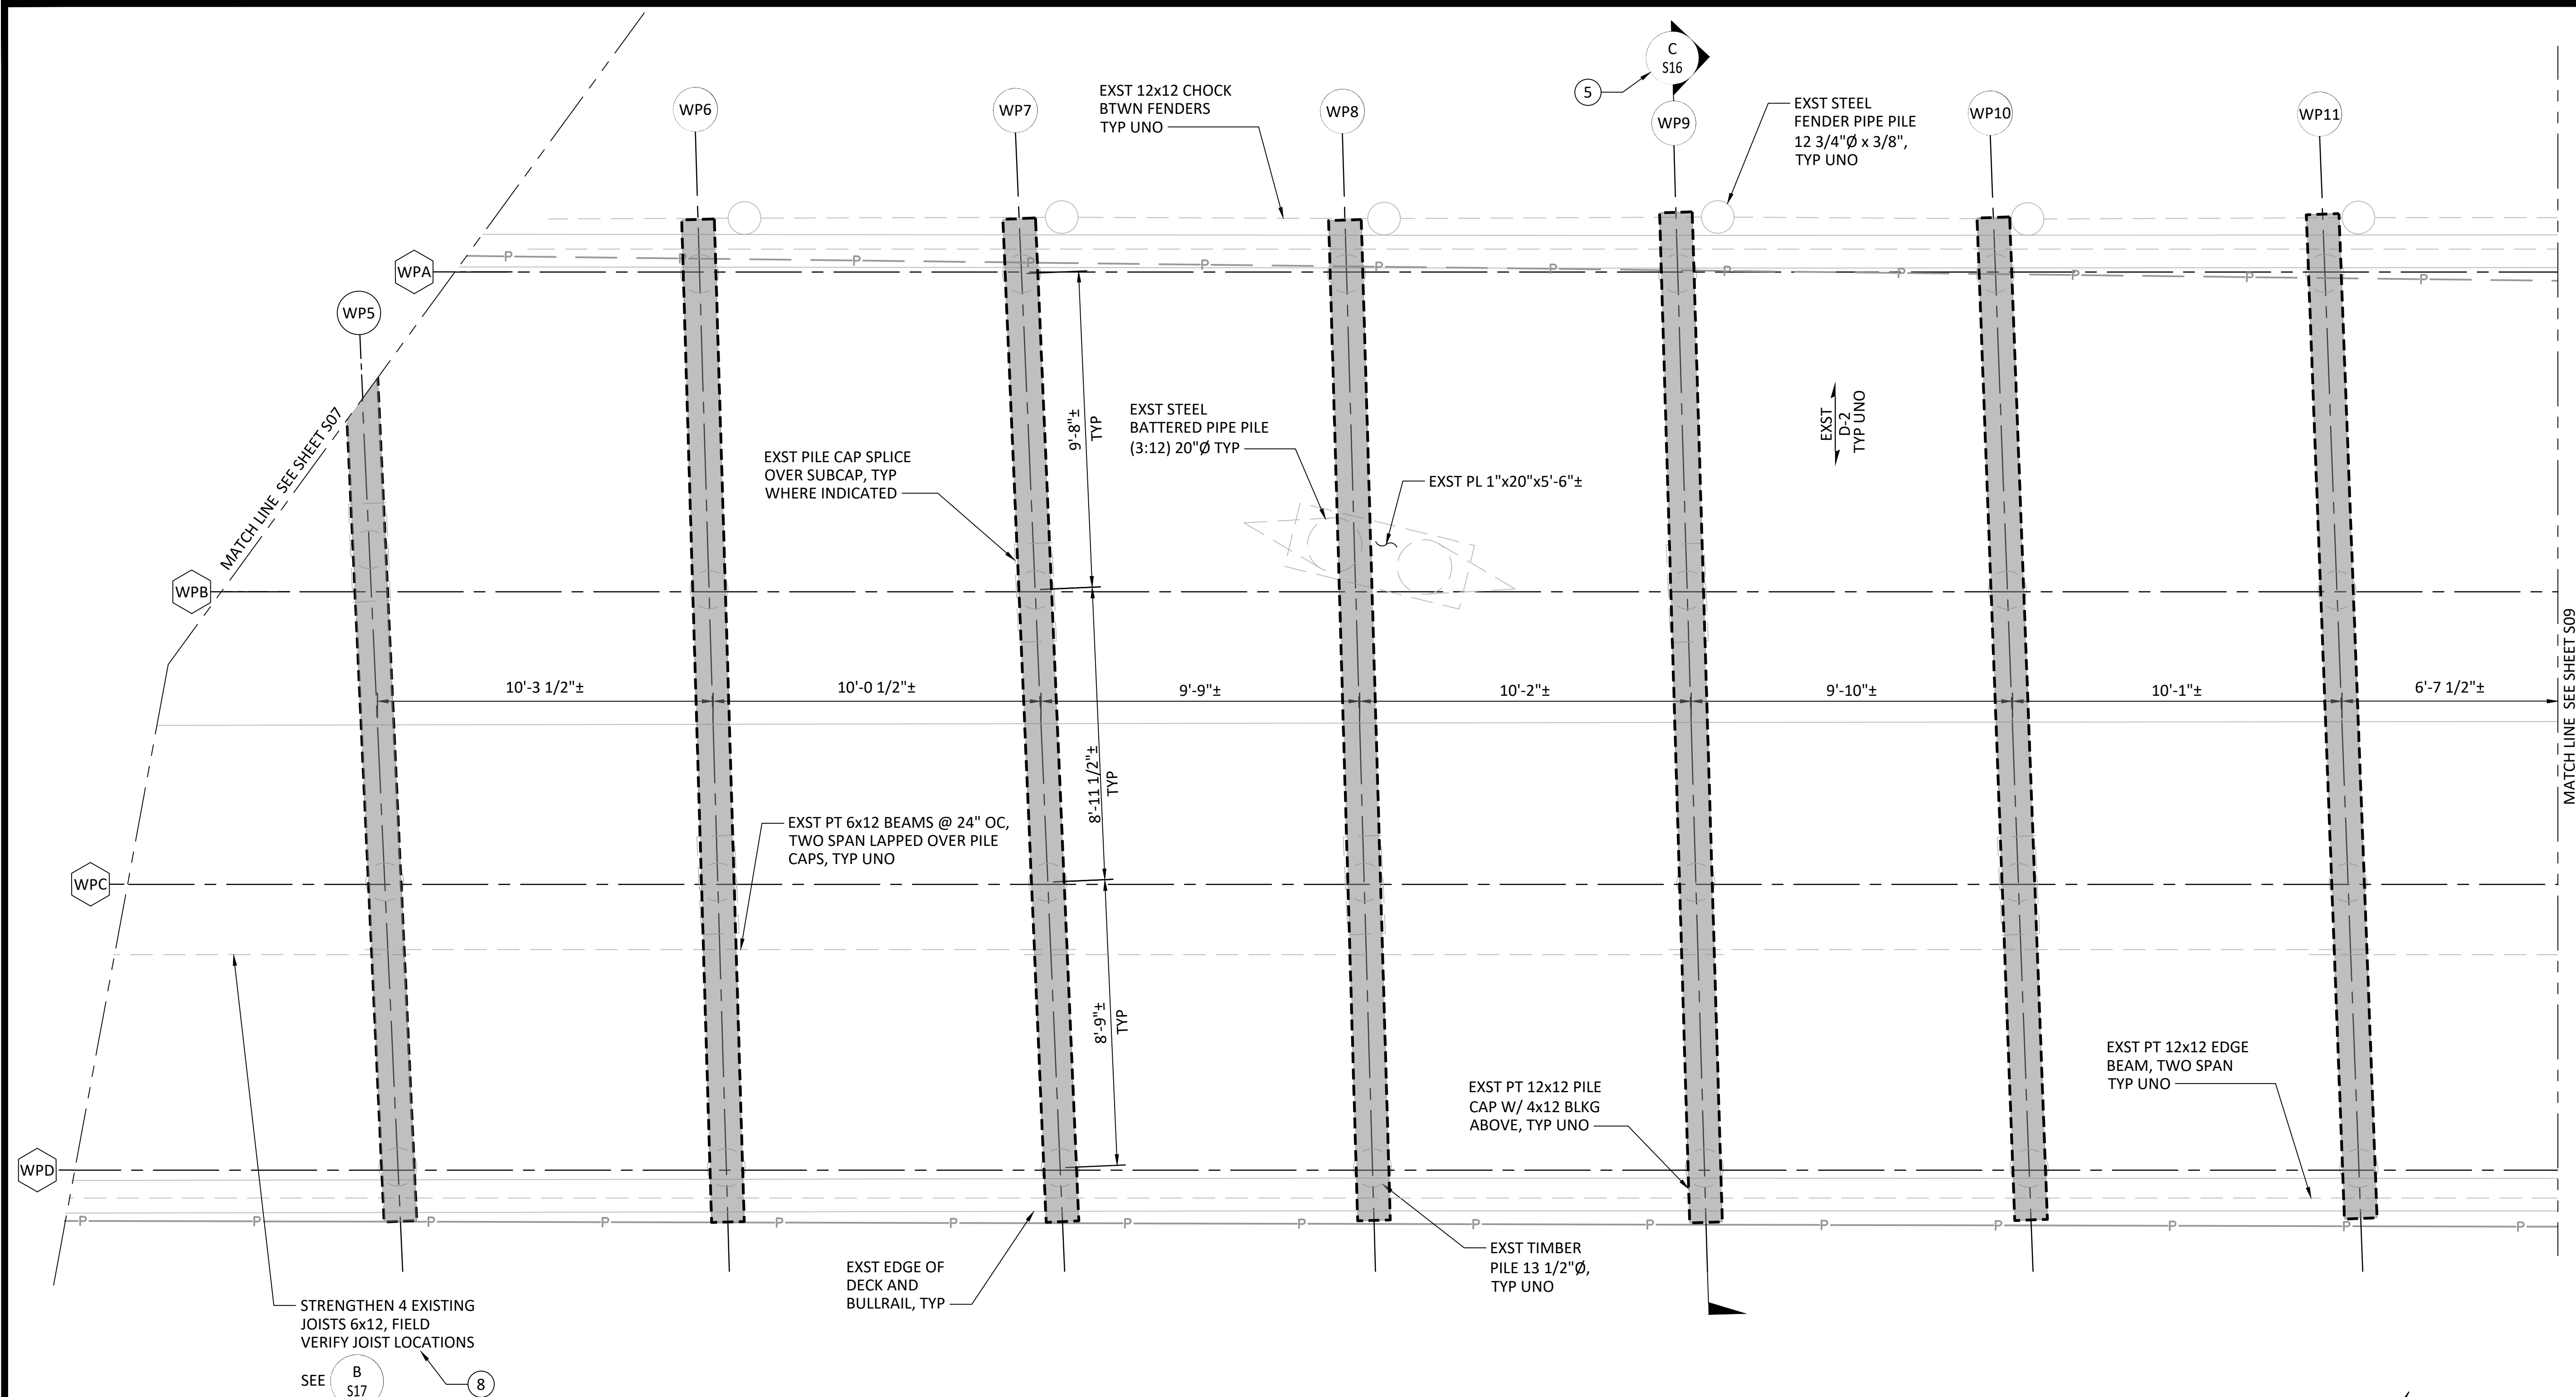 C
S16
5
WP6
WP7
WP8
WP9
WP10
WP11
EXST 12x12 CHOCK
BTWN FENDERS
TYP UNO
EXST STEEL
FENDER PIPE PILE
12 3/4"Ø x 3/8",
TYP UNO
P P P P P P P P P P P P
WPA
WP5
MATCH LINE SEE SHEET S07
9'-8"±
TYP
EXST STEEL
BATTERED PIPE PILE
(3:12) 20"Ø TYP
EXST
D-2
TYP UNO
EXST PILE CAP SPLICE
OVER SUBCAP, TYP
WHERE INDICATED
EXST PL 1"x20"x5'-6"±
WPB
MATCH LINE SEE SHEET S09
10'-3 1/2"±
10'-0 1/2"±
9'-9"±
10'-2"±
9'-10"±
10'-1"±
6'-7 1/2"±
8'-11 1/2"±
TYP
EXST PT 6x12 BEAMS @ 24" OC,
TWO SPAN LAPPED OVER PILE
CAPS, TYP UNO
WPC
8'-9"±
TYP
EXST PT 12x12 EDGE
BEAM, TWO SPAN
TYP UNO
EXST PT 12x12 PILE
CAP W/ 4x12 BLKG
ABOVE, TYP UNO
WPD
P P P P P P P P P P P P P P P
EXST EDGE OF
DECK AND
BULLRAIL, TYP
EXST TIMBER
PILE 13 1/2"Ø,
TYP UNO
STRENGTHEN 4 EXISTING
JOISTS 6x12, FIELD
VERIFY JOIST LOCATIONS
SEE
B
S17
8